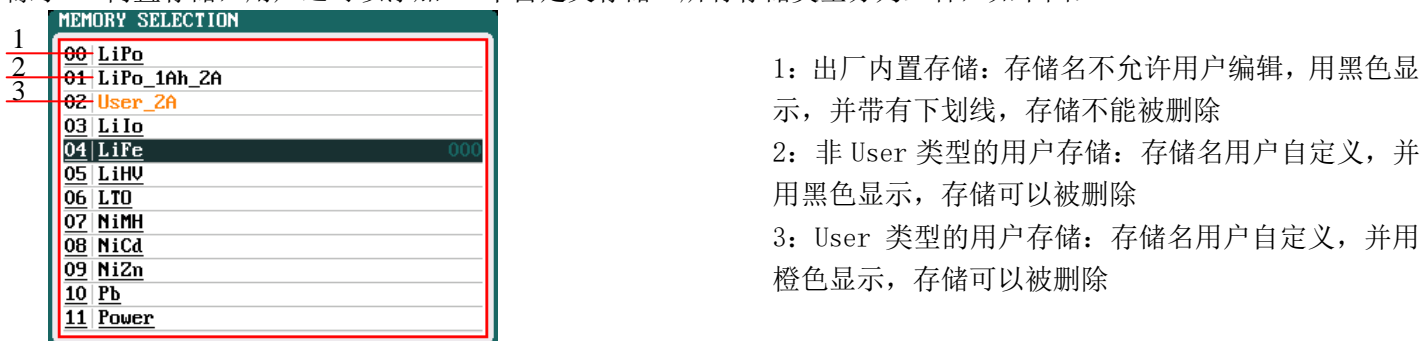 MEMORY SELECTION
1
2
3
00 LiPo
01 LiPo_1Ah_2A
02 User_2A
03 LiIo
04 LiFe 000
05 LiHV
06 LTO
07 NiMH
08 NiCd
09 NiZn
10 Pb
11 Power
1：出厂内置存储：存储名不允许用户编辑，用黑色显
示，并带有下划线，存储不能被删除
2：非 User 类型的用户存储：存储名用户自定义，并
用黑色显示，存储可以被删除
3：User 类型的用户存储：存储名用户自定义，并用
橙色显示，存储可以被删除